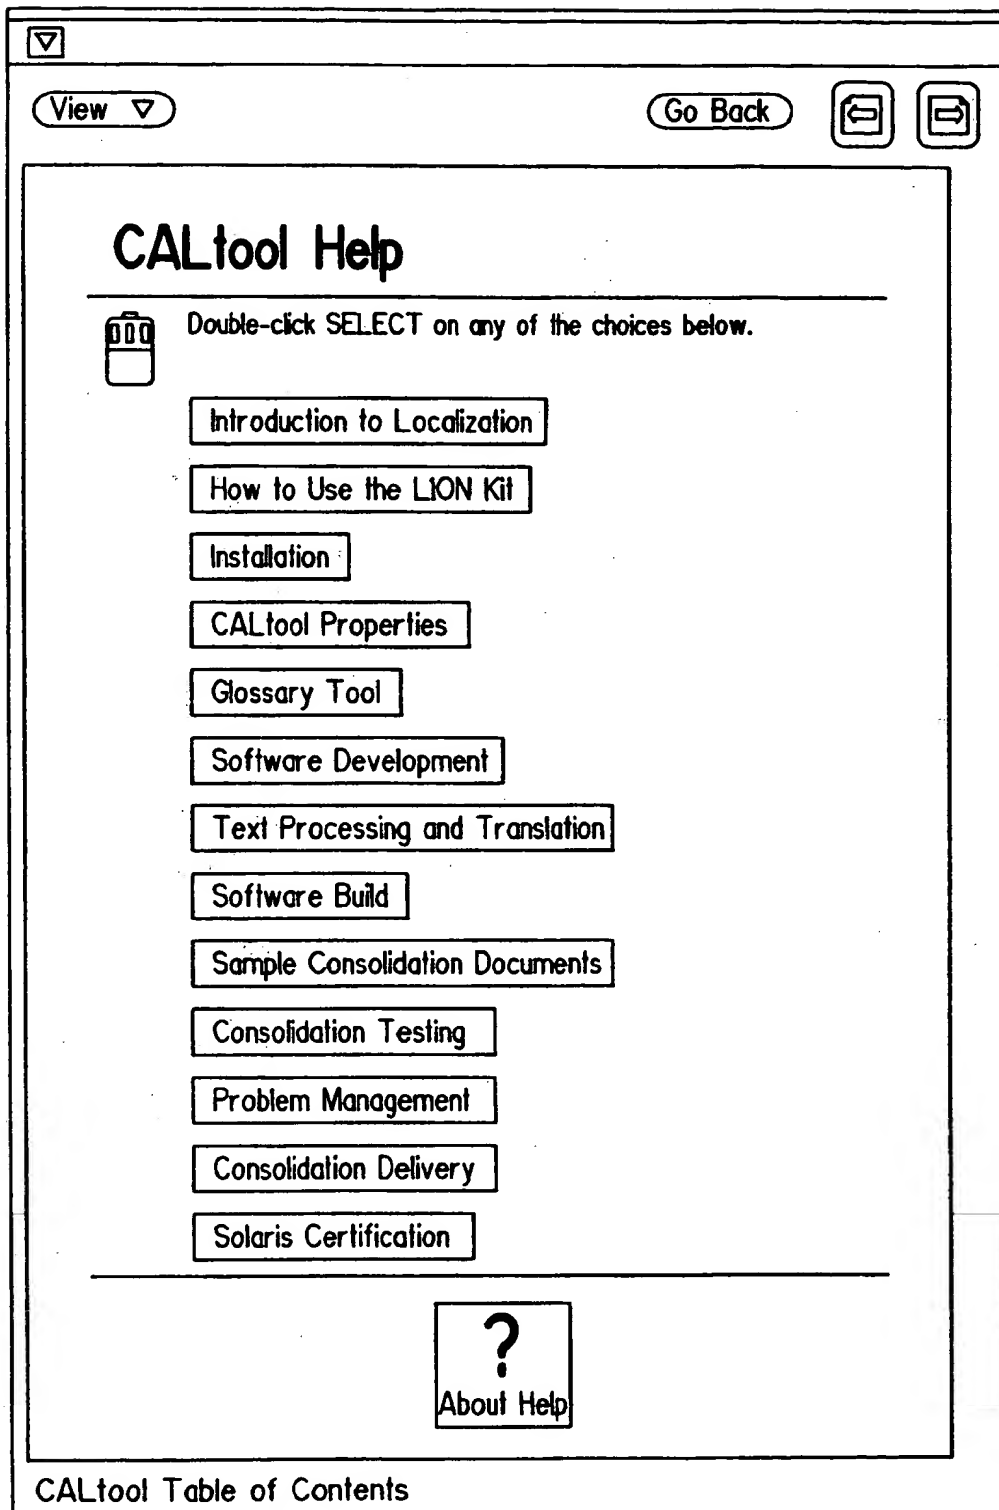 View
Go Back
CALtool Help
Double-click SELECT on any of the choices below.
Introduction to Localization
How to Use the LION Kit
Installation
CALtool Properties
Glossary Tool
Software Development
Text Processing and Translation
Software Build
Sample Consolidation Documents
Consolidation Testing
Problem Management
Consolidation Delivery
Solaris Certification
?
About Help
CALtool Table of Contents